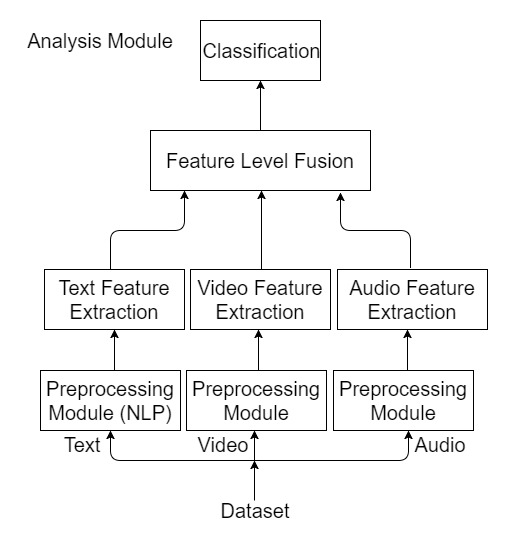 Analysis Module
Classification
Feature Level Fusion
Text Feature
Extraction
Video Feature
Extraction
Audio Feature
Extraction
Preprocessing
Module (NLP)
Preprocessing
Module
Preprocessing
Module
Text
Video
Audio
Dataset